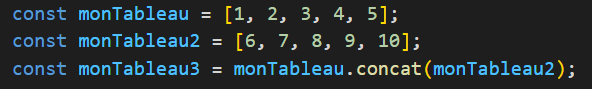 const monTableau = [1, 2, 3, 4, 5];
const monTableau2 = [6, 7, 8, 9, 10];
const monTableau3 = monTableau.concat(monTableau2);